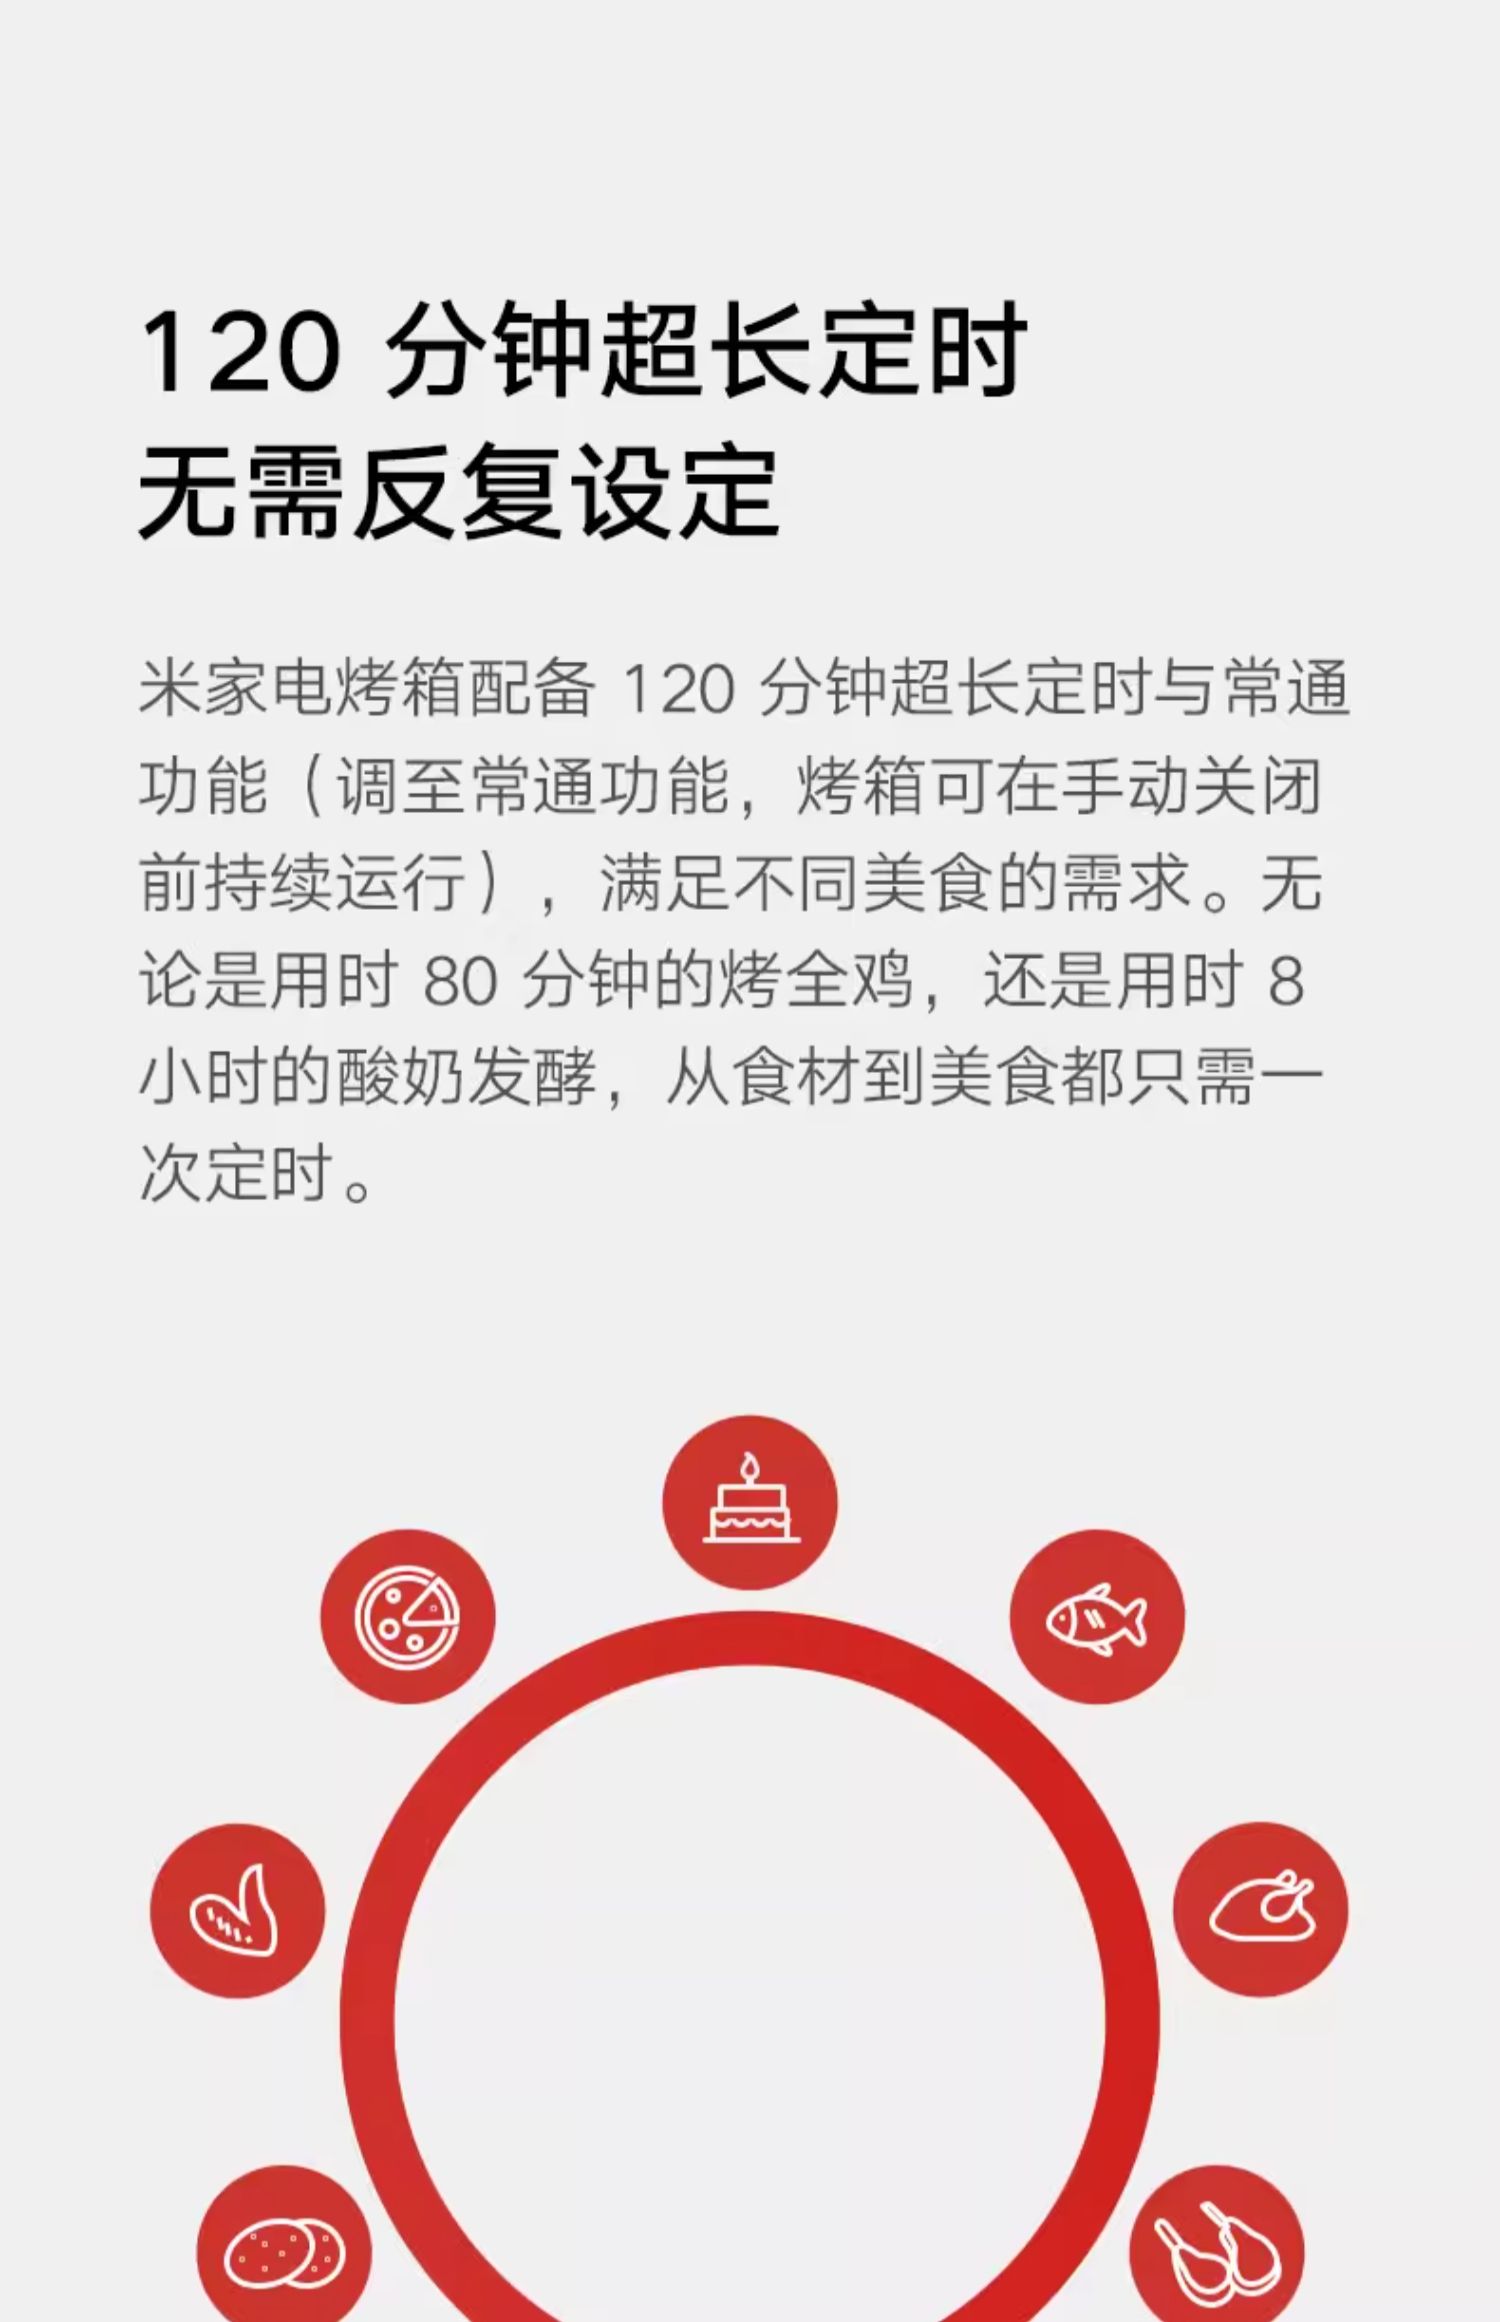 120 分钟超长定时
无需反复设定
米家电烤箱配备 120 分钟超长定时与常通
功能（调至常通功能，烤箱可在手动关闭
前持续运行），满足不同美食的需求。无
论是用时 80 分钟的烤全鸡，还是用时 8
小时的酸奶发酵，从食材到美食都只需一
次定时。